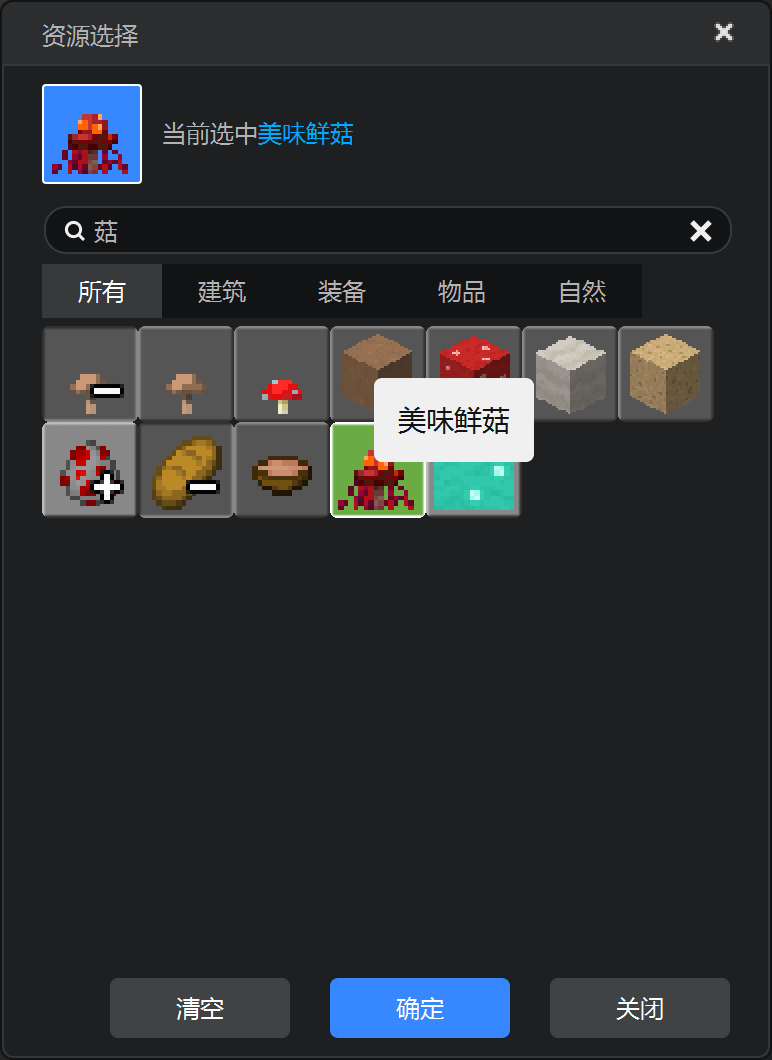 资源选择
当前选中美味鲜菇
菇
所有 建筑 装备 物品 自然
美味鲜菇
清空 确定 关闭